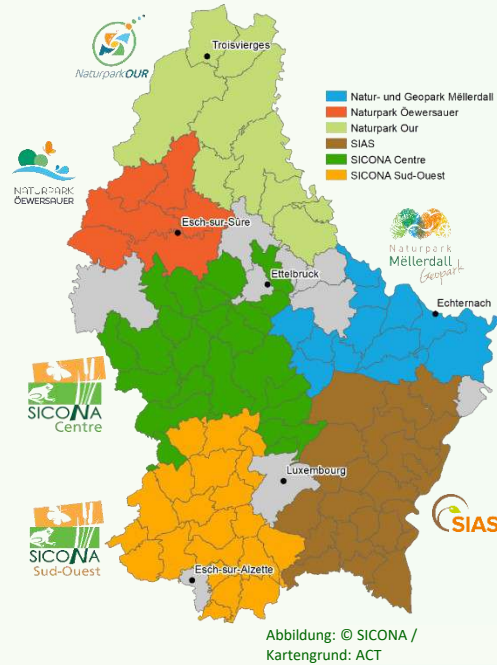 NaturparkOUR
Troisvierges
Natur- und Geopark Mëllerdall
Naturpark Öewersauer
Naturpark Our
SIAS
SICONA Centre
SICONA Sud-Ouest
NATURPARK
ÖEWERSAUER
Esch-sur-Sûre
Naturpark
Mëllerdall
Geopark
Ettelbruck
Echternach
SICONA
Centre
Luxembourg
SICONA
Sud-Ouest
SIAS
Esch-sur-Alzette
Abbildung: © SICONA /
Kartengrund: ACT